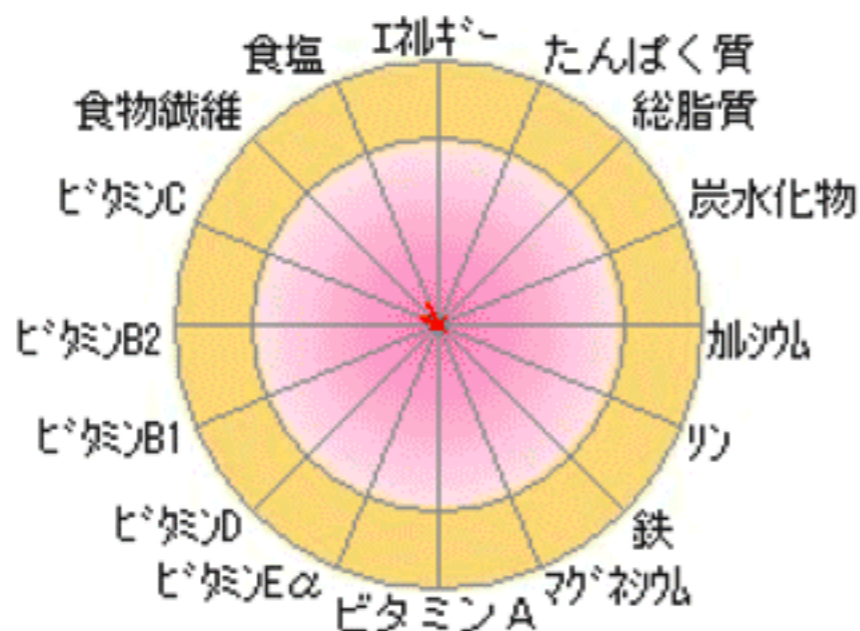 ｴﾈﾙｷﾞｰ
たんぱく質
総脂質
炭水化物
ｶﾙｼｳﾑ
ﾘﾝ
鉄
ﾏｸﾞﾈｼｳﾑ
ビタミンA
ﾋﾞﾀﾐﾝEα
ﾋﾞﾀﾐﾝD
ﾋﾞﾀﾐﾝB1
ﾋﾞﾀﾐﾝB2
ﾋﾞﾀﾐﾝC
食物繊維
食塩